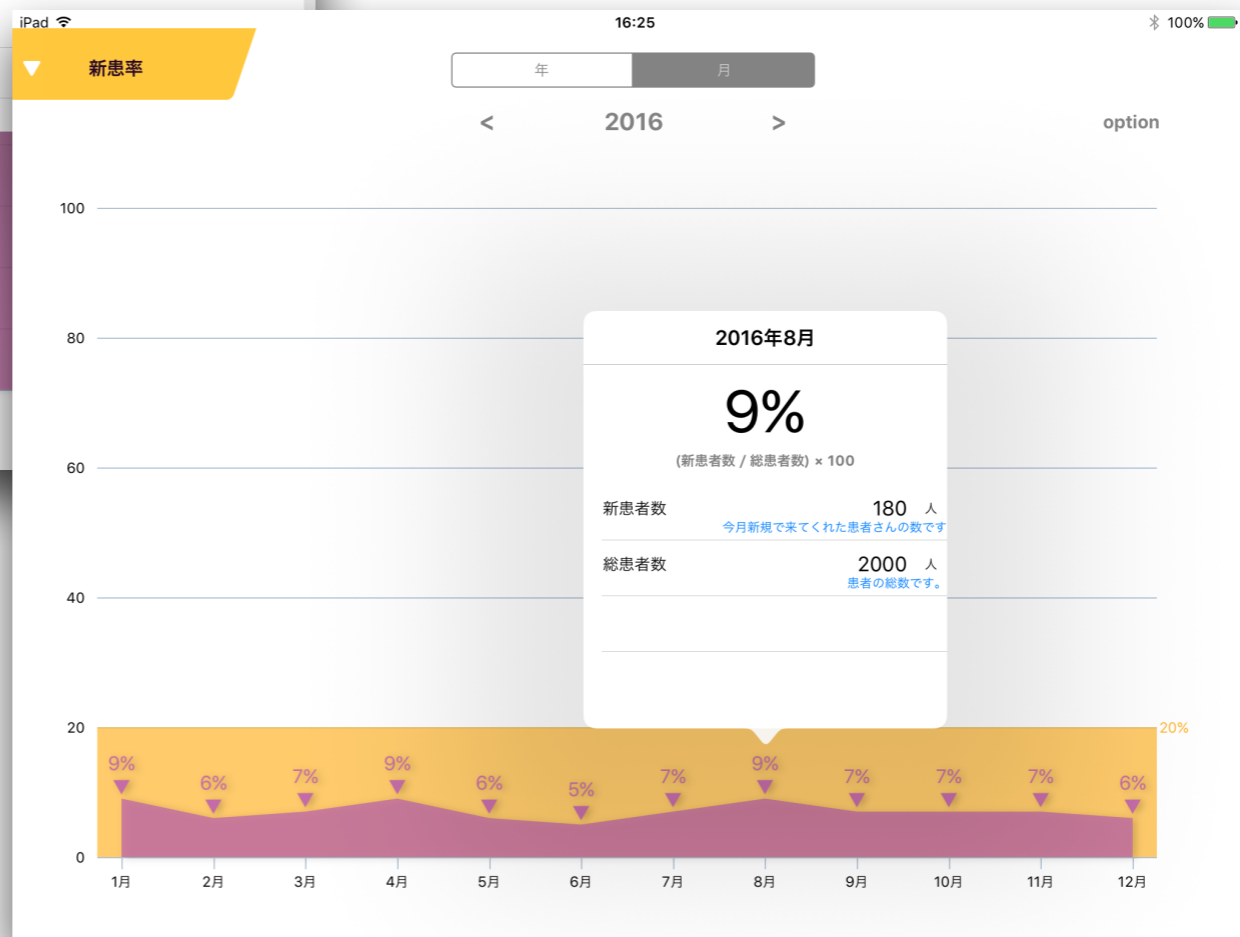 iPad 16:25 100%
新患率
年 月
< 2016 > option
100
80
60
40
20
0
2016年8月
9%
(新患者数 / 総患者数) × 100
新患者数 180 人
今月新規で来てくれた患者さんの数です
総患者数 2000 人
患者の総数です。
20%
9% 6% 7% 9% 6% 5% 7% 9% 7% 7% 7% 6%
1月 2月 3月 4月 5月 6月 7月 8月 9月 10月 11月 12月